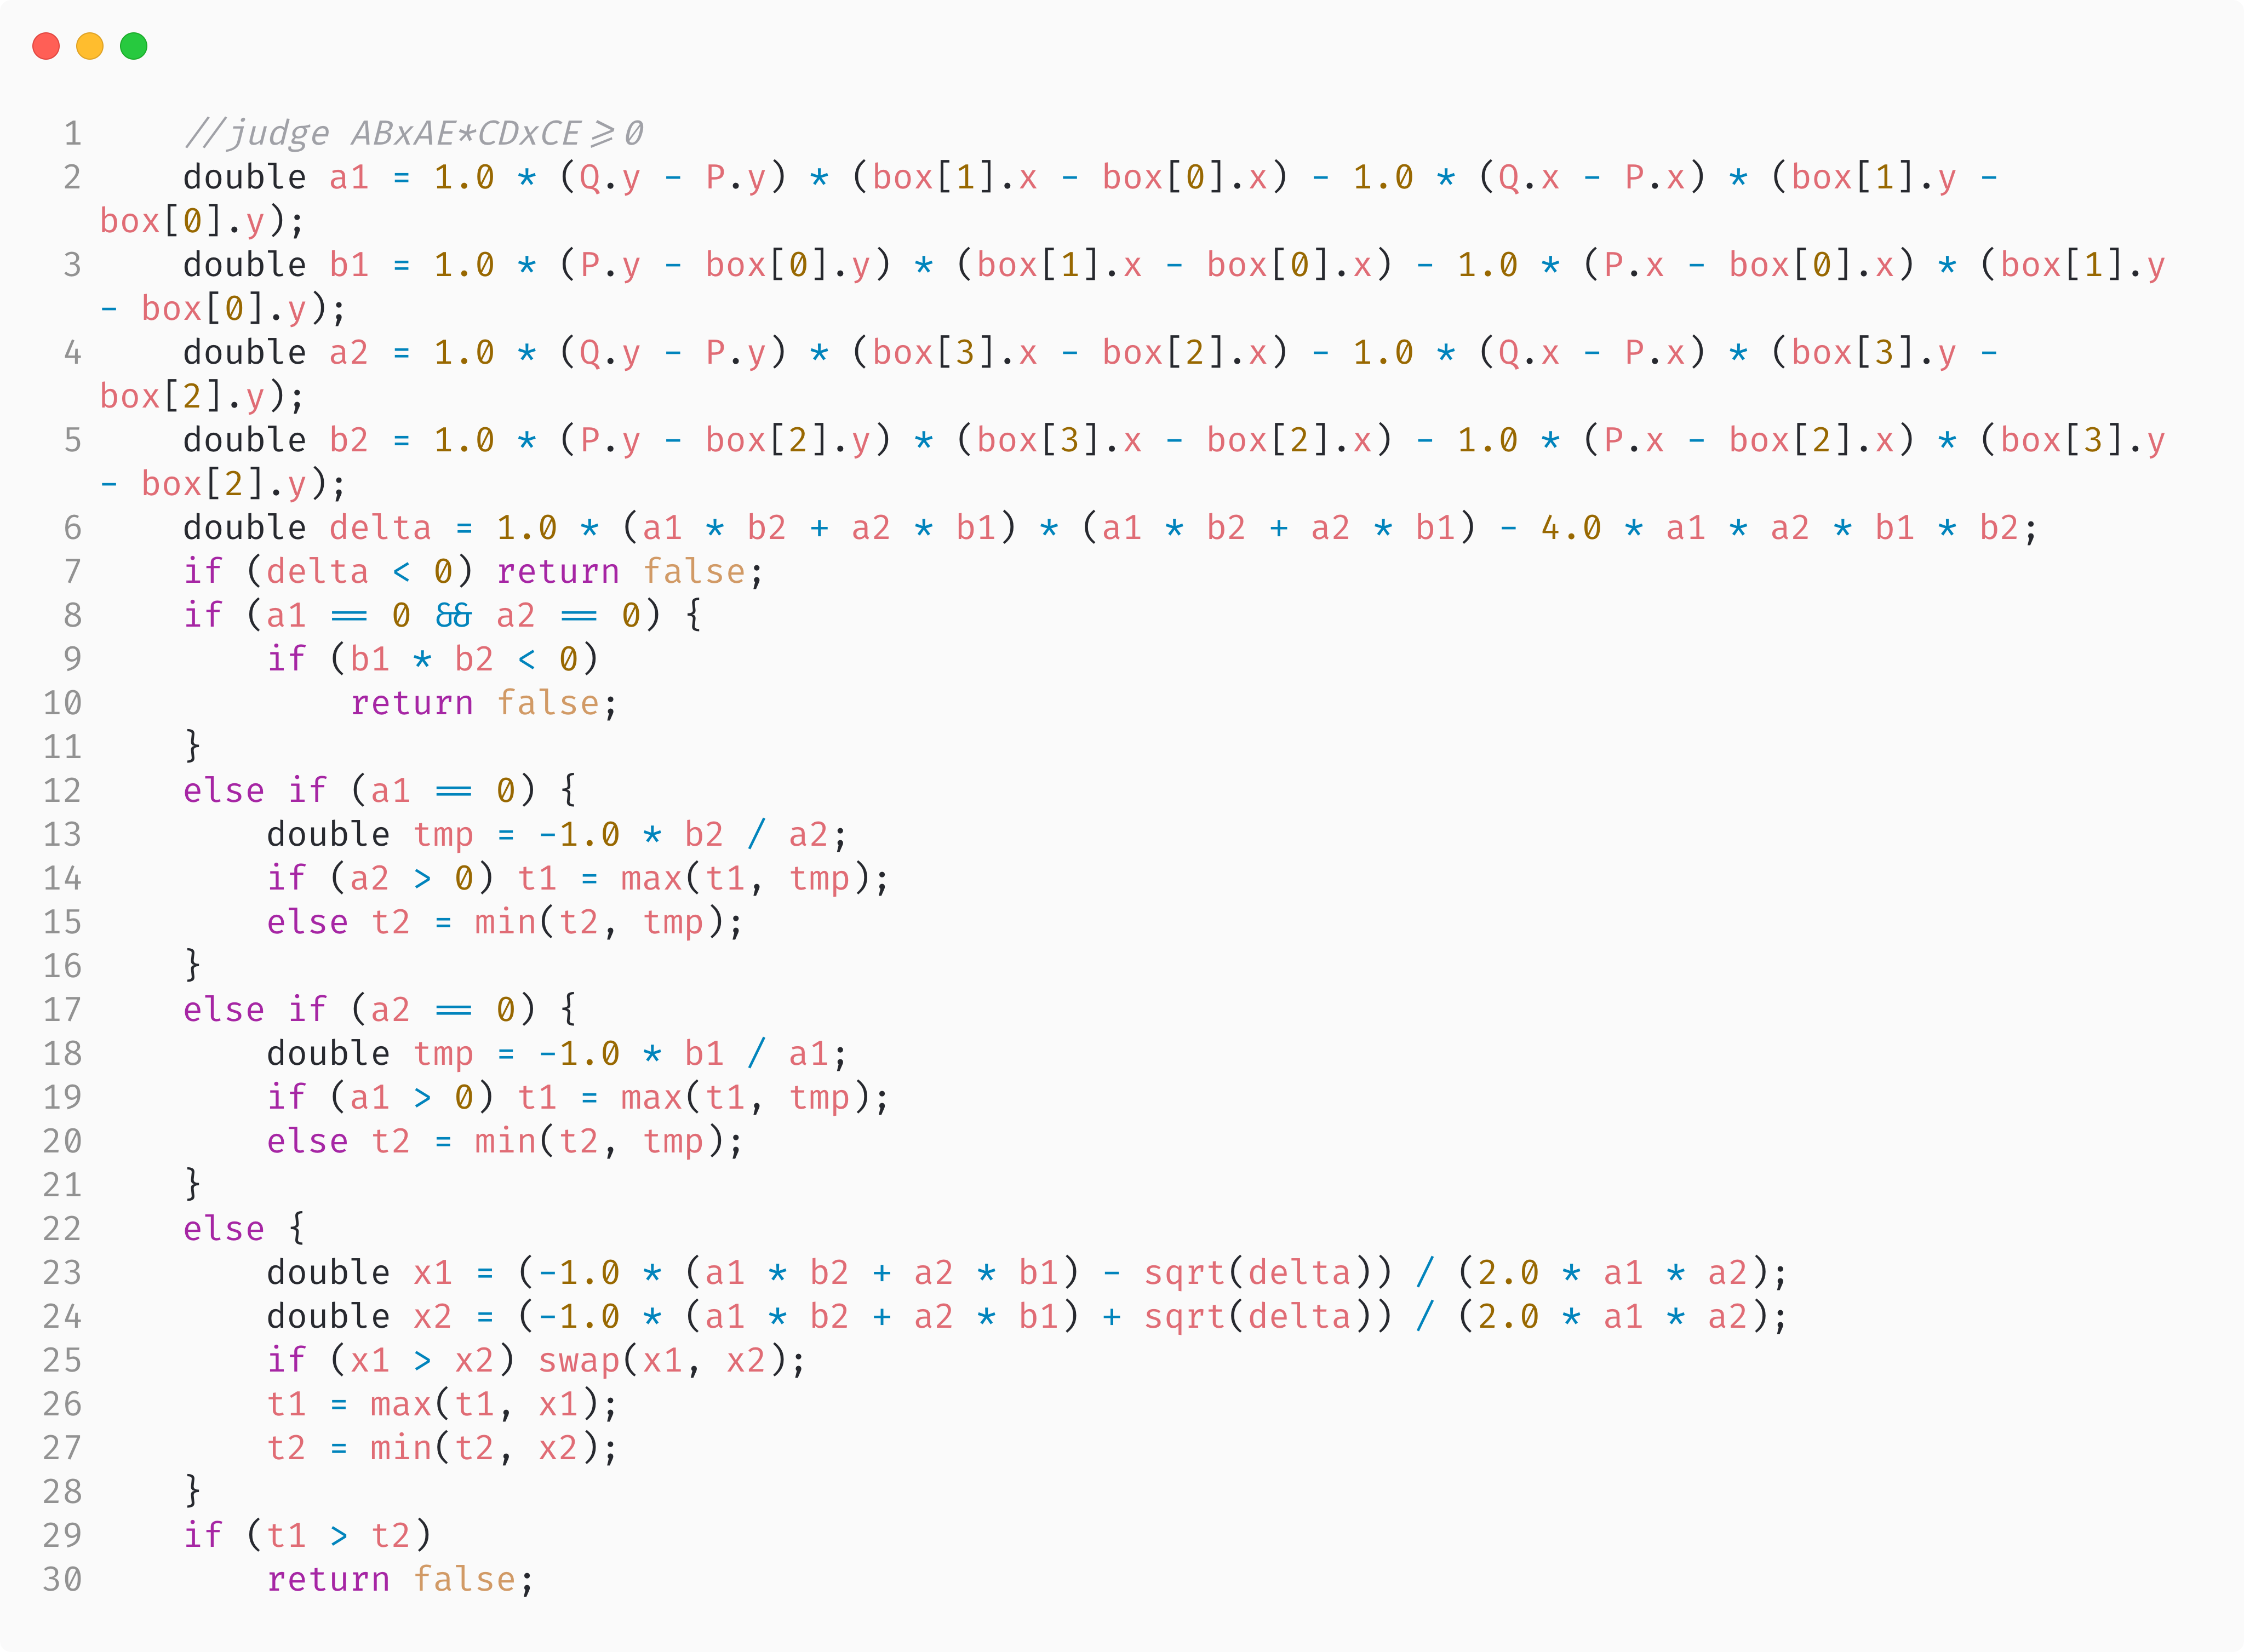 1 //judge ABxAE*CDxCE>=0
2 double a1 = 1.0 * (Q.y - P.y) * (box[1].x - box[0].x) - 1.0 * (Q.x - P.x) * (box[1].y -
box[0].y);
3 double b1 = 1.0 * (P.y - box[0].y) * (box[1].x - box[0].x) - 1.0 * (P.x - box[0].x) * (box[1].y
- box[0].y);
4 double a2 = 1.0 * (Q.y - P.y) * (box[3].x - box[2].x) - 1.0 * (Q.x - P.x) * (box[3].y -
box[2].y);
5 double b2 = 1.0 * (P.y - box[2].y) * (box[3].x - box[2].x) - 1.0 * (P.x - box[2].x) * (box[3].y
- box[2].y);
6 double delta = 1.0 * (a1 * b2 + a2 * b1) * (a1 * b2 + a2 * b1) - 4.0 * a1 * a2 * b1 * b2;
7 if (delta < 0) return false;
8 if (a1 == 0 && a2 == 0) {
9 if (b1 * b2 < 0)
10 return false;
11 }
12 else if (a1 == 0) {
13 double tmp = -1.0 * b2 / a2;
14 if (a2 > 0) t1 = max(t1, tmp);
15 else t2 = min(t2, tmp);
16 }
17 else if (a2 == 0) {
18 double tmp = -1.0 * b1 / a1;
19 if (a1 > 0) t1 = max(t1, tmp);
20 else t2 = min(t2, tmp);
21 }
22 else {
23 double x1 = (-1.0 * (a1 * b2 + a2 * b1) - sqrt(delta)) / (2.0 * a1 * a2);
24 double x2 = (-1.0 * (a1 * b2 + a2 * b1) + sqrt(delta)) / (2.0 * a1 * a2);
25 if (x1 > x2) swap(x1, x2);
26 t1 = max(t1, x1);
27 t2 = min(t2, x2);
28 }
29 if (t1 > t2)
30 return false;